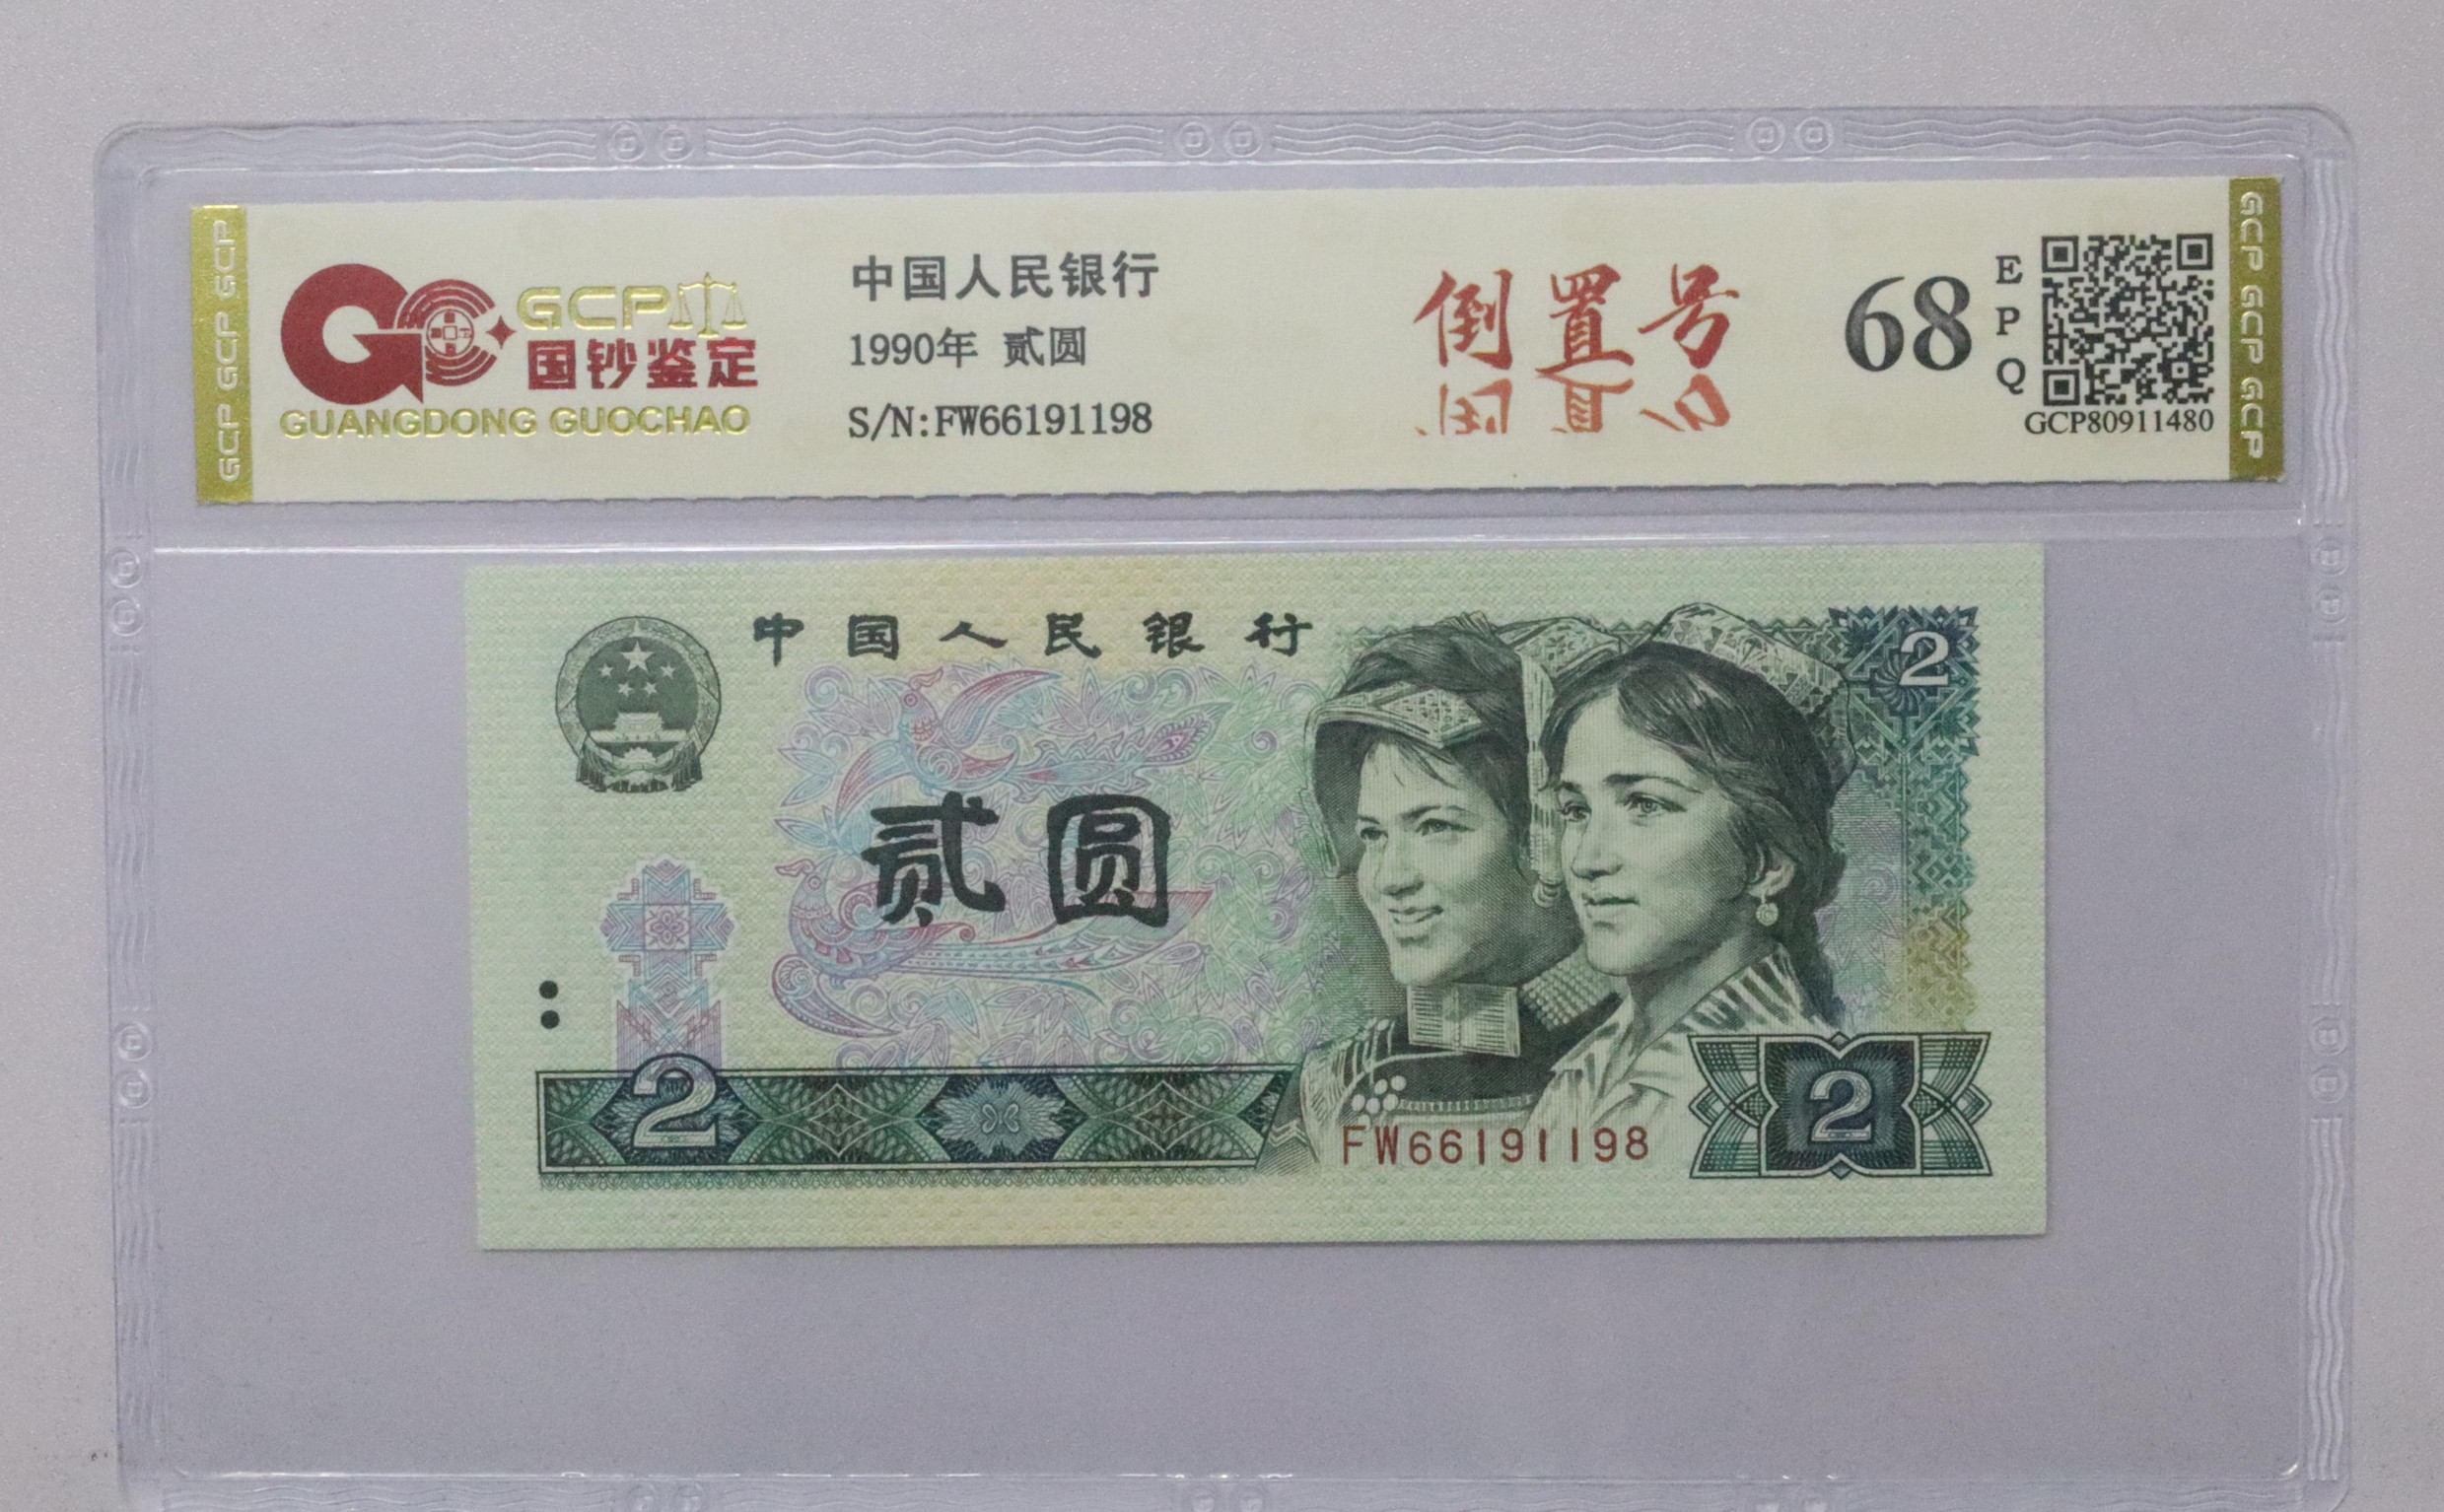 GCP GCP GCP
GCP
国钞鉴定
GUANGDONG GUOCHAO
中国人民银行
1990年 贰圆
S/N:FW66191198
倒置号
68
EPQ
GCP80911480
GCP GCP GCP
中国人民银行
2
贰圆
2
FW66191198
2